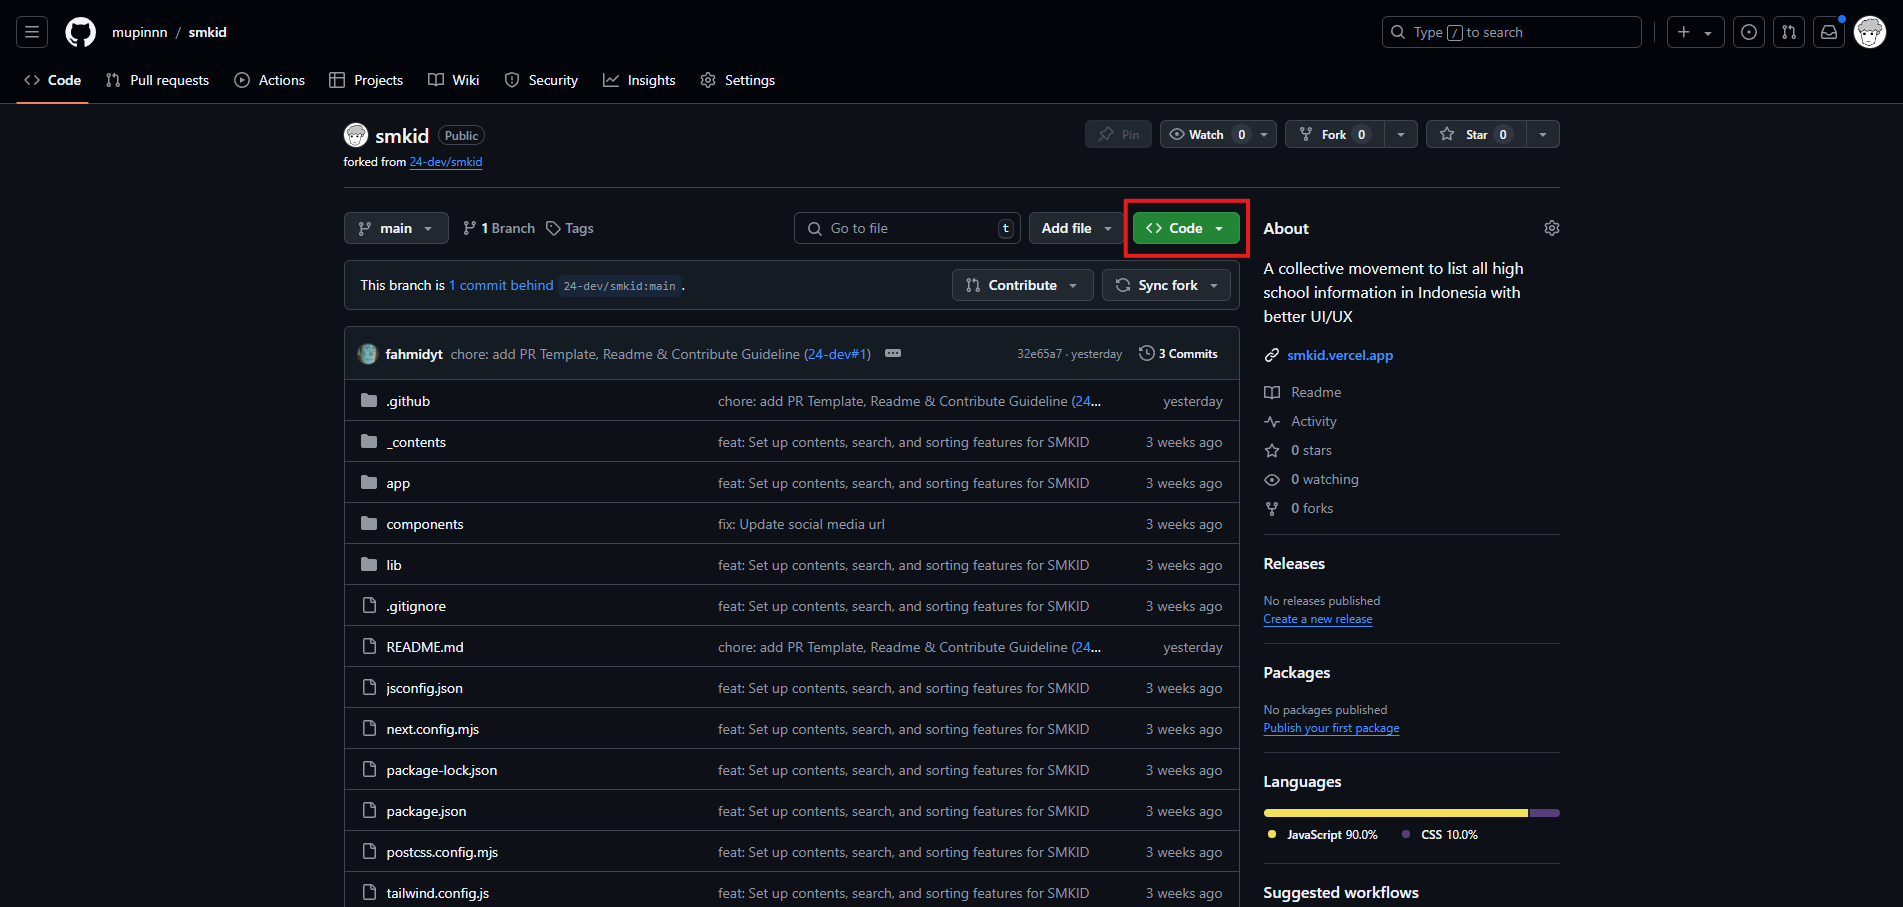 mupinnn / smkid
Type / to search
Code Pull requests Actions Projects Wiki Security Insights Settings
smkid Public
forked from 24-dev/smkid
Pin Watch 0 Fork 0 Star 0
main 1 Branch Tags Go to file t Add file Code
This branch is 1 commit behind 24-dev/smkid:main .
Contribute Sync fork
fahmidyt chore: add PR Template, Readme & Contribute Guideline (24-dev#1) 32e65a7 · yesterday 3 Commits
.github chore: add PR Template, Readme & Contribute Guideline (24... yesterday
_contents feat: Set up contents, search, and sorting features for SMKID 3 weeks ago
app feat: Set up contents, search, and sorting features for SMKID 3 weeks ago
components fix: Update social media url 3 weeks ago
lib feat: Set up contents, search, and sorting features for SMKID 3 weeks ago
.gitignore feat: Set up contents, search, and sorting features for SMKID 3 weeks ago
README.md chore: add PR Template, Readme & Contribute Guideline (24... yesterday
jsconfig.json feat: Set up contents, search, and sorting features for SMKID 3 weeks ago
next.config.mjs feat: Set up contents, search, and sorting features for SMKID 3 weeks ago
package-lock.json feat: Set up contents, search, and sorting features for SMKID 3 weeks ago
package.json feat: Set up contents, search, and sorting features for SMKID 3 weeks ago
postcss.config.mjs feat: Set up contents, search, and sorting features for SMKID 3 weeks ago
tailwind.config.js feat: Set up contents, search, and sorting features for SMKID 3 weeks ago
About
A collective movement to list all high
school information in Indonesia with
better UI/UX
smkid.vercel.app
Readme
Activity
0 stars
0 watching
0 forks
Releases
No releases published
Create a new release
Packages
No packages published
Publish your first package
Languages
JavaScript 90.0% CSS 10.0%
Suggested workflows